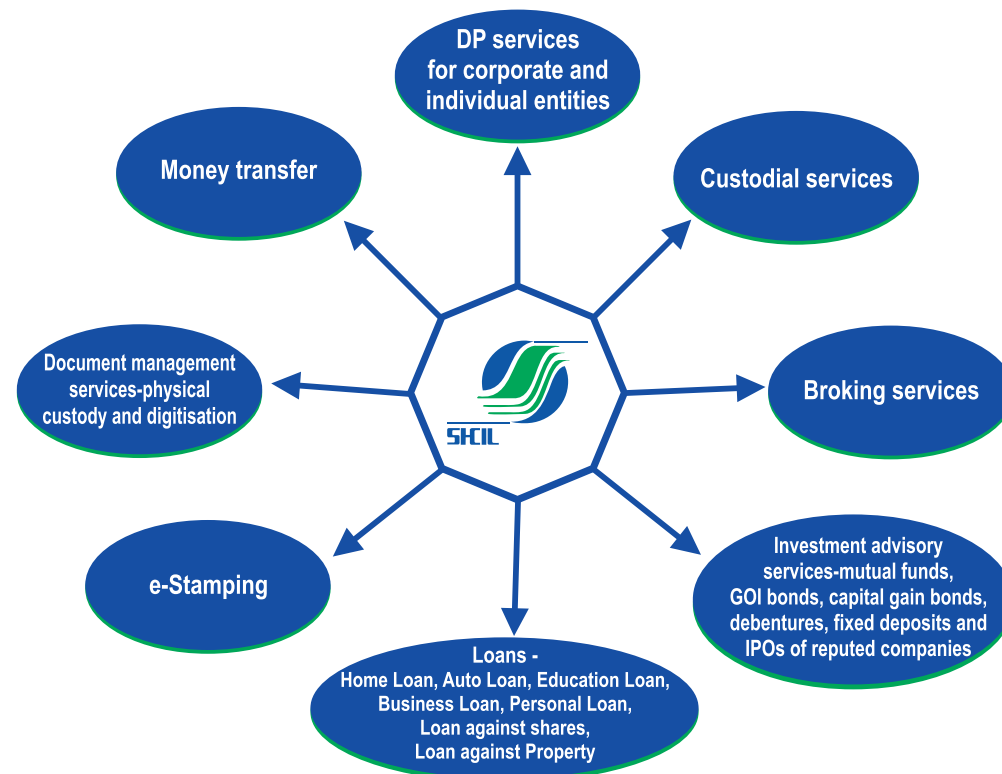 DP services
for corporate and
individual entities
Money transfer
Custodial services
Document management
services-physical
custody and digitisation
SHCIL
Broking services
e-Stamping
Investment advisory
services-mutual funds,
GOI bonds, capital gain bonds,
debentures, fixed deposits and
IPOs of reputed companies
Loans -
Home Loan, Auto Loan, Education Loan,
Business Loan, Personal Loan,
Loan against shares,
Loan against Property